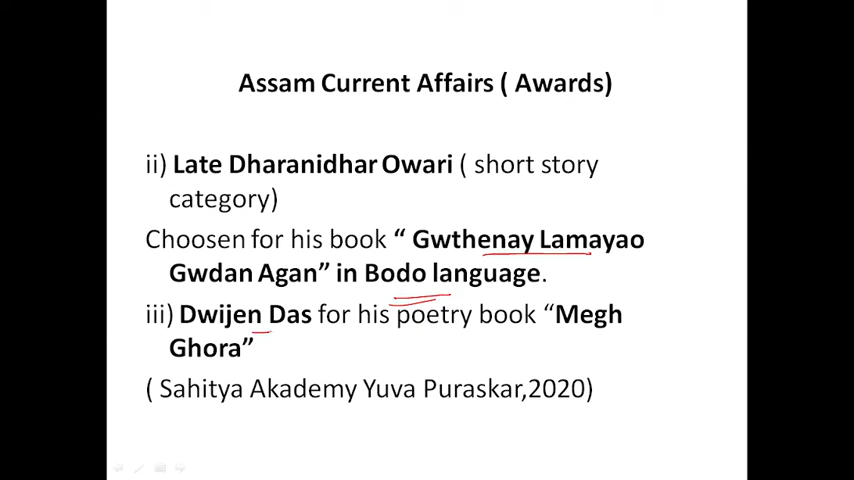 Assam Current Affairs ( Awards)
ii) Late Dharanidhar Owari ( short story
category)
Choosen for his book “ Gwthenay Lamayao
Gwdan Agan” in Bodo language.
iii) Dwijen Das for his poetry book “Megh
Ghora”
( Sahitya Akademy Yuva Puraskar,2020)